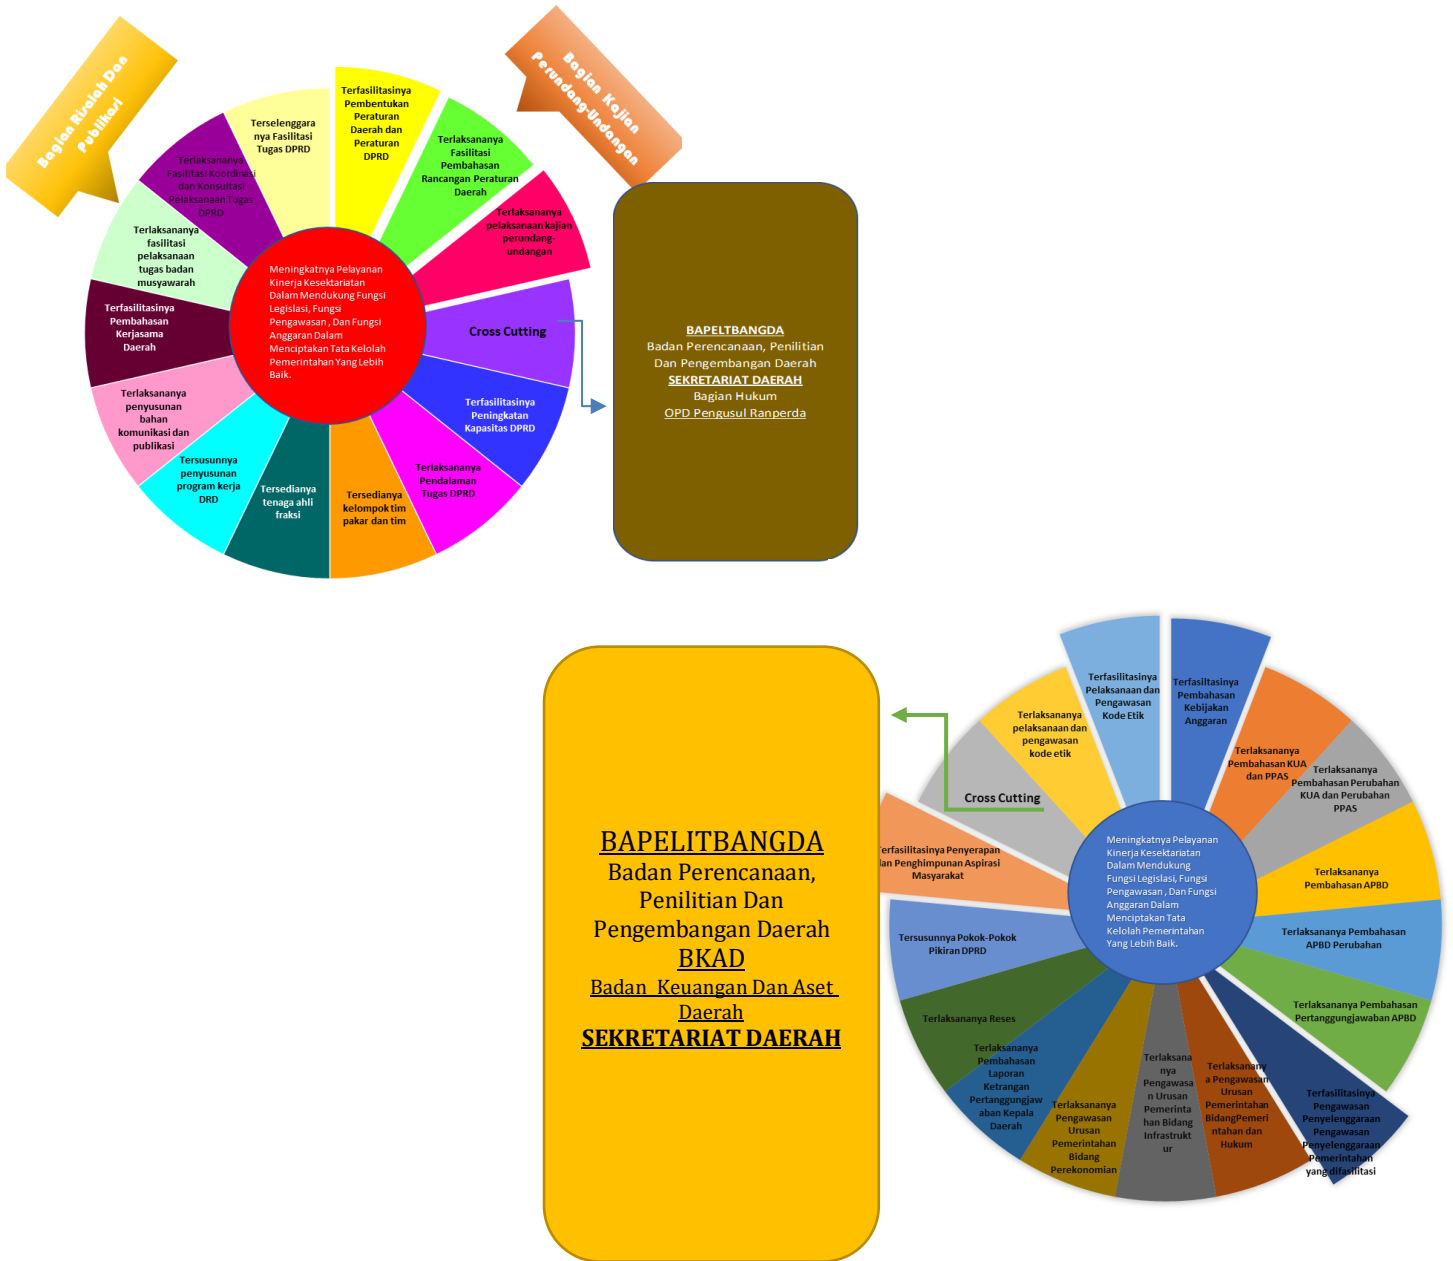 Bagian Risalah Dan
Publikasi
Bagian Kajian
Perundang-Undangan
Terfasilitasinya
Pembentukan
Peraturan
Daerah dan
Peraturan
DPRD
Terlaksananya
Fasilitasi
Pembahasan
Rancangan Peraturan
Daerah
Terlaksananya
pelaksanaan kajian
perundang-
undangan
Cross Cutting
Terfasilitasinya
Peningkatan
Kapasitas DPRD
Terlaksananya
Pendalaman
Tugas DPRD
Tersedianya
kelompok tim
pakar dan tim
Tersedianya
tenaga ahli
fraksi
Tersusunnya
penyusunan
program kerja
DRD
Terlaksananya
penyusunan
bahan
komunikasi dan
publikasi
Terfasilitasinya
Pembahasan
Kerjasama
Daerah
Terlaksananya
fasilitasi
pelaksanaan
tugas badan
musyawarah
Terlaksananya
Fasilitasi Koordinasi
dan Konsultasi
Pelaksanaan Tugas
DPRD
Terselenggara
nya Fasilitasi
Tugas DPRD
Meningkatnya Pelayanan
Kinerja Kesektariatan
Dalam Mendukung Fungsi
Legislasi, Fungsi
Pengawasan , Dan Fungsi
Anggaran Dalam
Menciptakan Tata Kelolah
Pemerintahan Yang Lebih
Baik.
BAPELTBANGDA
Badan Perencanaan, Penilitian
Dan Pengembangan Daerah
SEKRETARIAT DAERAH
Bagian Hukum
OPD Pengusul Ranperda
BAPELITBANGDA
Badan Perencanaan,
Penilitian Dan
Pengembangan Daerah
BKAD
Badan Keuangan Dan Aset
Daerah
SEKRETARIAT DAERAH
Terfasiltasinya
Pembahasan
Kebijakan
Anggaran
Terlaksananya
Pembahasan KUA
dan PPAS
Terlaksananya
Pembahasan Perubahan
KUA dan Perubahan
PPAS
Terlaksananya
Pembahasan APBD
Terlaksananya Pembahasan
APBD Perubahan
Terlaksananya Pembahasan
Pertanggungjawaban APBD
Terfasilitasinya
Pengawasan
Penyelenggaraan
Pengawasan
Penyelenggaraan
Pemerintahan
yang difasilitasi
Terlaksanany
a Pengawasan
Urusan
Pemerintahan
BidangPemeri
ntahan dan
Hukum
Terlaksana
nya
Pengawasa
n Urusan
Pemerinta
han Bidang
Infrastrukt
ur
Terlaksananya
Pengawasan
Urusan
Pemerintahan
Bidang
Perekonomian
Terlaksananya
Pembahasan
Laporan
Ketrangan
Pertanggungjaw
aban Kepala
Daerah
Terlaksananya Reses
Tersusunnya Pokok-Pokok
Pikiran DPRD
erfasilitasinya Penyerapan
dan Penghimpunan Aspirasi
Masyarakat
Cross Cutting
Terlaksananya
pelaksanaan dan
pengawasan
kode etik
Terfasilitasinya
Pelaksanaan dan
Pengawasan
Kode Etik
Meningkatnya Pelayanan
Kinerja Kesektariatan
Dalam Mendukung
Fungsi Legislasi, Fungsi
Pengawasan , Dan Fungsi
Anggaran Dalam
Menciptakan Tata
Kelolah Pemerintahan
Yang Lebih Baik.